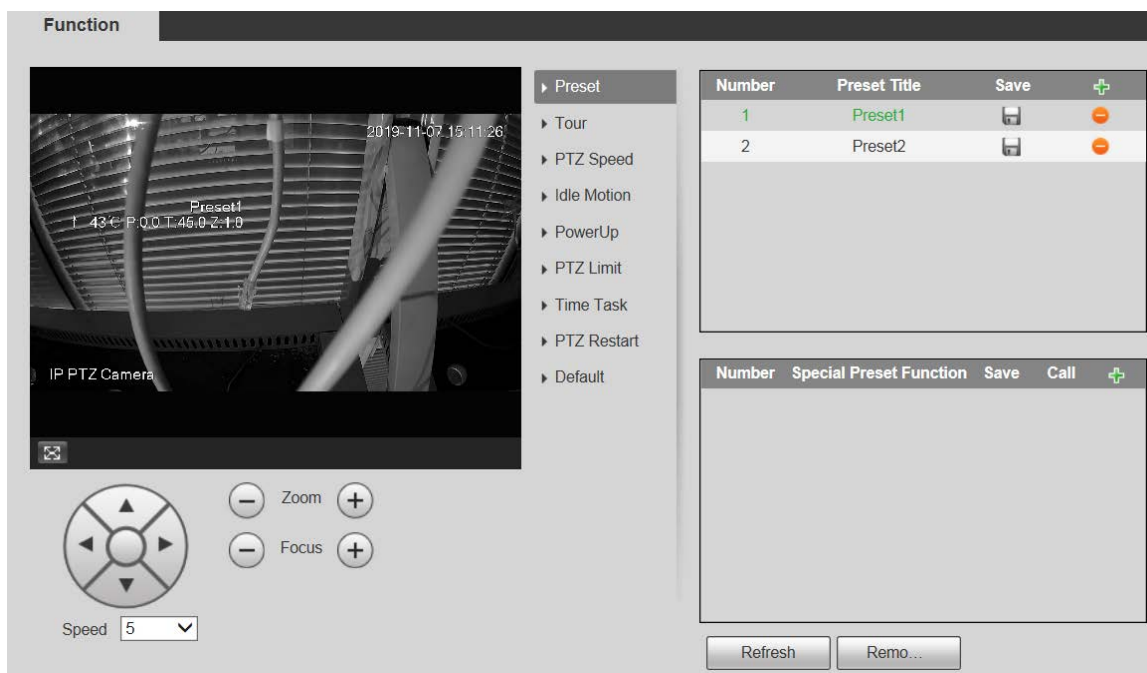 Function
2019-11-07 15:11:26
Preset1
43 C P:0.0 T:45.0 Z:1.0
IP PTZ Camera
Zoom
Focus
Speed 5
Preset
Tour
PTZ Speed
Idle Motion
PowerUp
PTZ Limit
Time Task
PTZ Restart
Default
Number Preset Title Save
1 Preset1
2 Preset2
Number Special Preset Function Save Call
Refresh Remo...